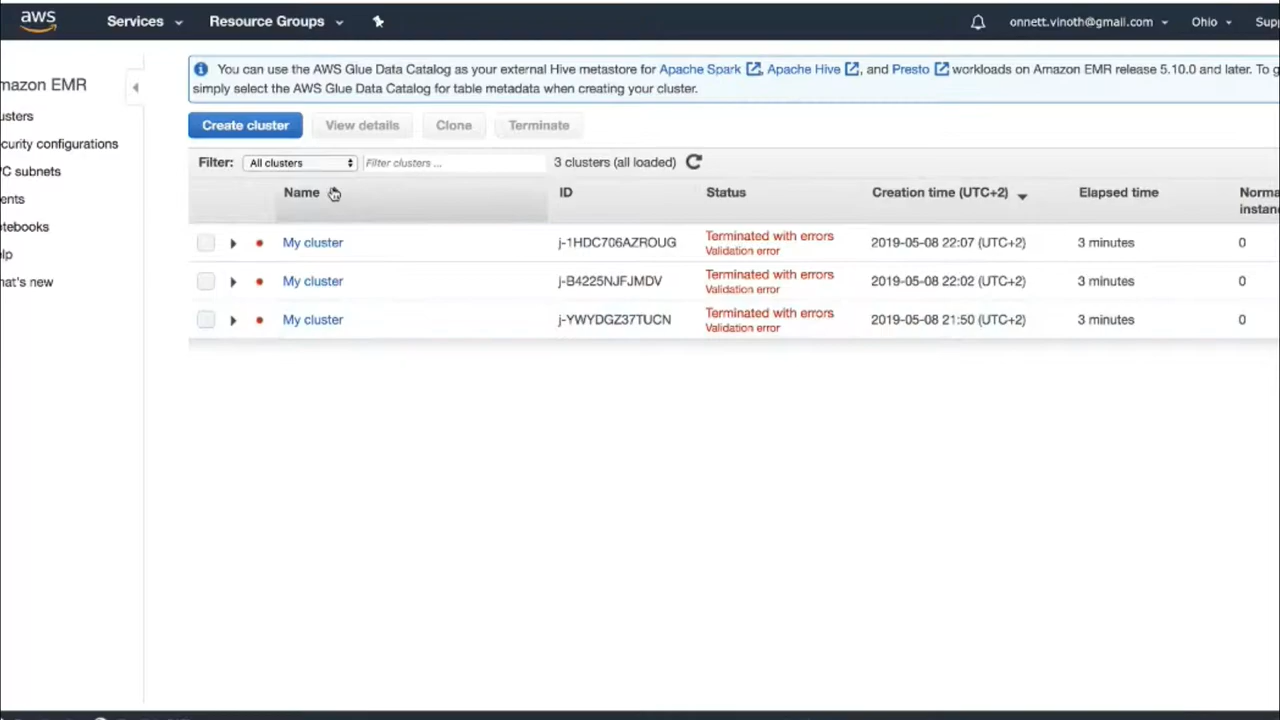 aws
Services
Resource Groups
onnett.vinoth@gmail.com
Ohio
Supp
mazon EMR
usters
curity configurations
PC subnets
ents
tebooks
lp
hat's new
You can use the AWS Glue Data Catalog as your external Hive metastore for Apache Spark, Apache Hive, and Presto workloads on Amazon EMR release 5.10.0 and later. To g
simply select the AWS Glue Data Catalog for table metadata when creating your cluster.
Create cluster
View details
Clone
Terminate
Filter: All clusters Filter clusters ... 3 clusters (all loaded)
Name ID Status Creation time (UTC+2) Elapsed time Norma
instanc
My cluster j-1HDC706AZROUG Terminated with errors 2019-05-08 22:07 (UTC+2) 3 minutes 0
Validation error
My cluster j-B4225NJFJMDV Terminated with errors 2019-05-08 22:02 (UTC+2) 3 minutes 0
Validation error
My cluster j-YWYDGZ37TUCN Terminated with errors 2019-05-08 21:50 (UTC+2) 3 minutes 0
Validation error